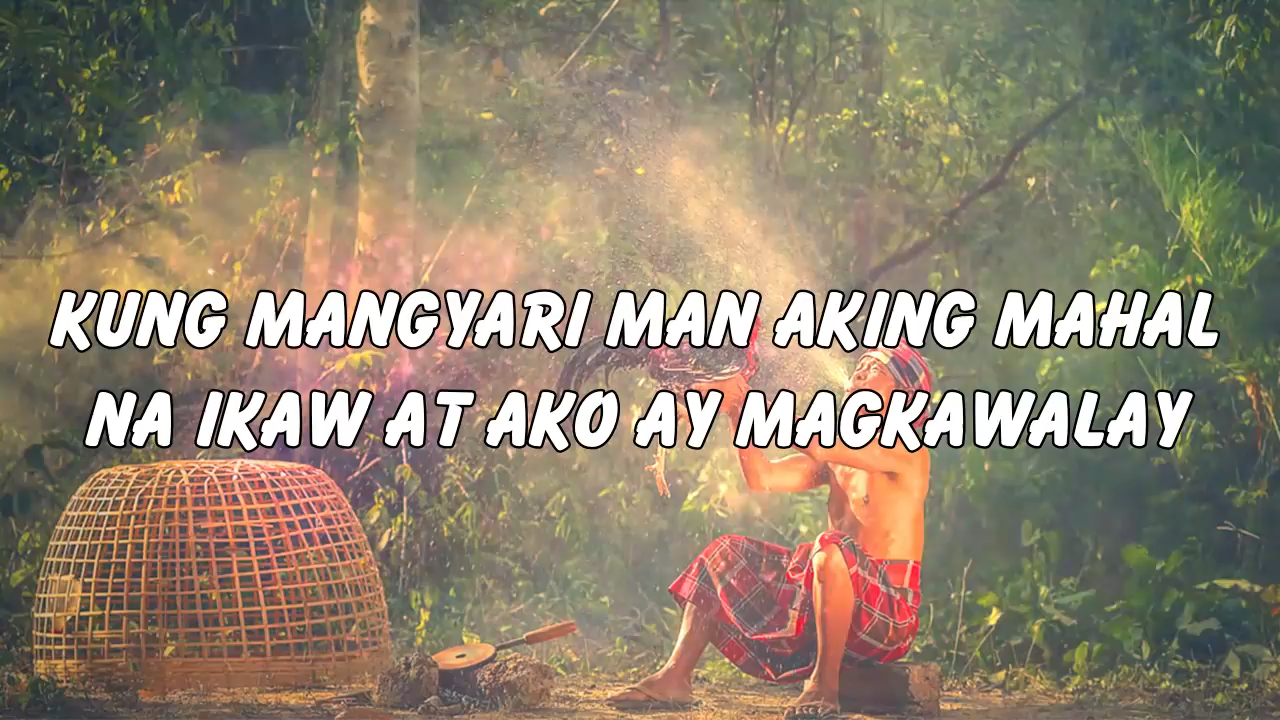 KUNG MANGYARI MAN AKING MAHAL
NA IKAW AT AKO AY MAGKAWALAY